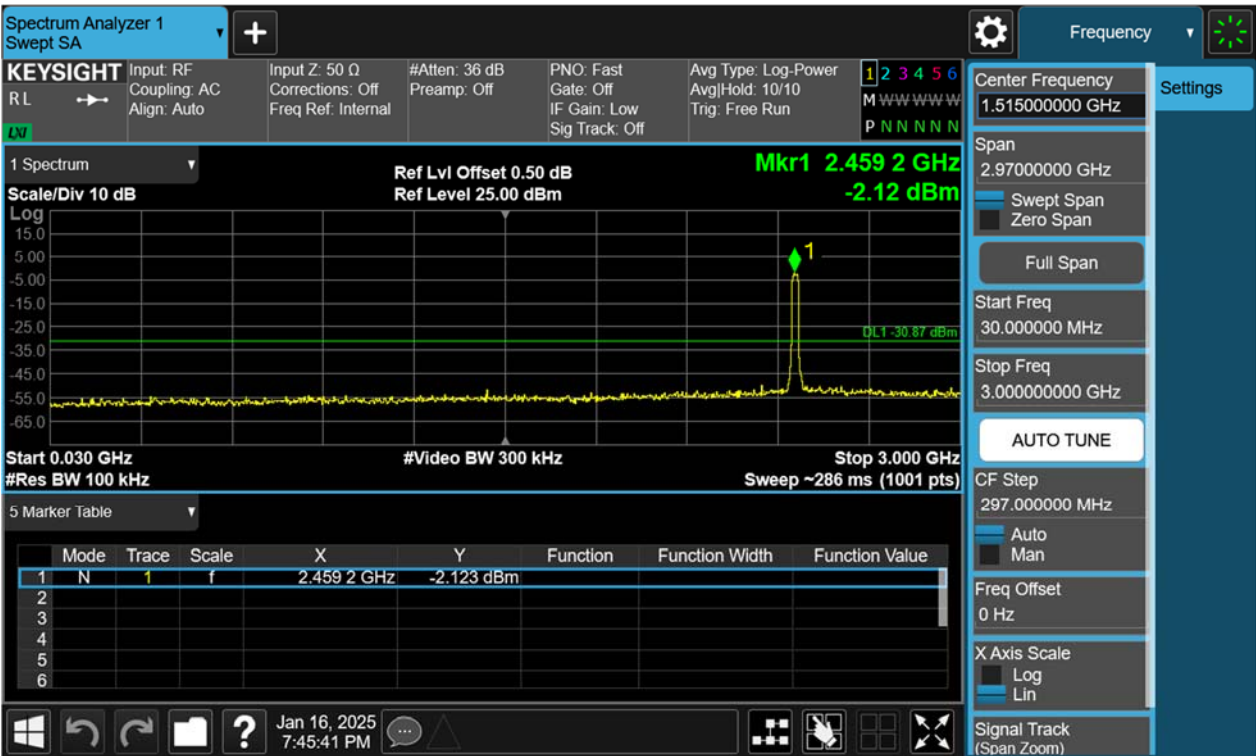 Spectrum Analyzer 1
Swept SA
+
Frequency
KEYSIGHT
R L
LXI
Input: RF
Coupling: AC
Align: Auto
Input Z: 50 Ω
Corrections: Off
Freq Ref: Internal
#Atten: 36 dB
Preamp: Off
PNO: Fast
Gate: Off
IF Gain: Low
Sig Track: Off
Avg Type: Log-Power
Avg|Hold: 10/10
Trig: Free Run
1 2 3 4 5 6
M W W W W W
P N N N N N
1 Spectrum
Scale/Div 10 dB
Ref Lvl Offset 0.50 dB
Ref Level 25.00 dBm
Mkr1 2.459 2 GHz
-2.12 dBm
Log
15.0
5.00
-5.00
-15.0
-25.0
-35.0
-45.0
-55.0
-65.0
1
DL1 -30.87 dBm
Start 0.030 GHz
#Res BW 100 kHz
#Video BW 300 kHz
Stop 3.000 GHz
Sweep ~286 ms (1001 pts)
5 Marker Table
Mode Trace Scale X Y Function Function Width Function Value
1 N 1 f 2.459 2 GHz -2.123 dBm
2
3
4
5
6
Jan 16, 2025
7:45:41 PM
?
Center Frequency
1.515000000 GHz
Span
2.97000000 GHz
Swept Span
Zero Span
Full Span
Start Freq
30.000000 MHz
Stop Freq
3.000000000 GHz
AUTO TUNE
CF Step
297.000000 MHz
Auto
Man
Freq Offset
0 Hz
X Axis Scale
Log
Lin
Signal Track
(Span Zoom)
Settings